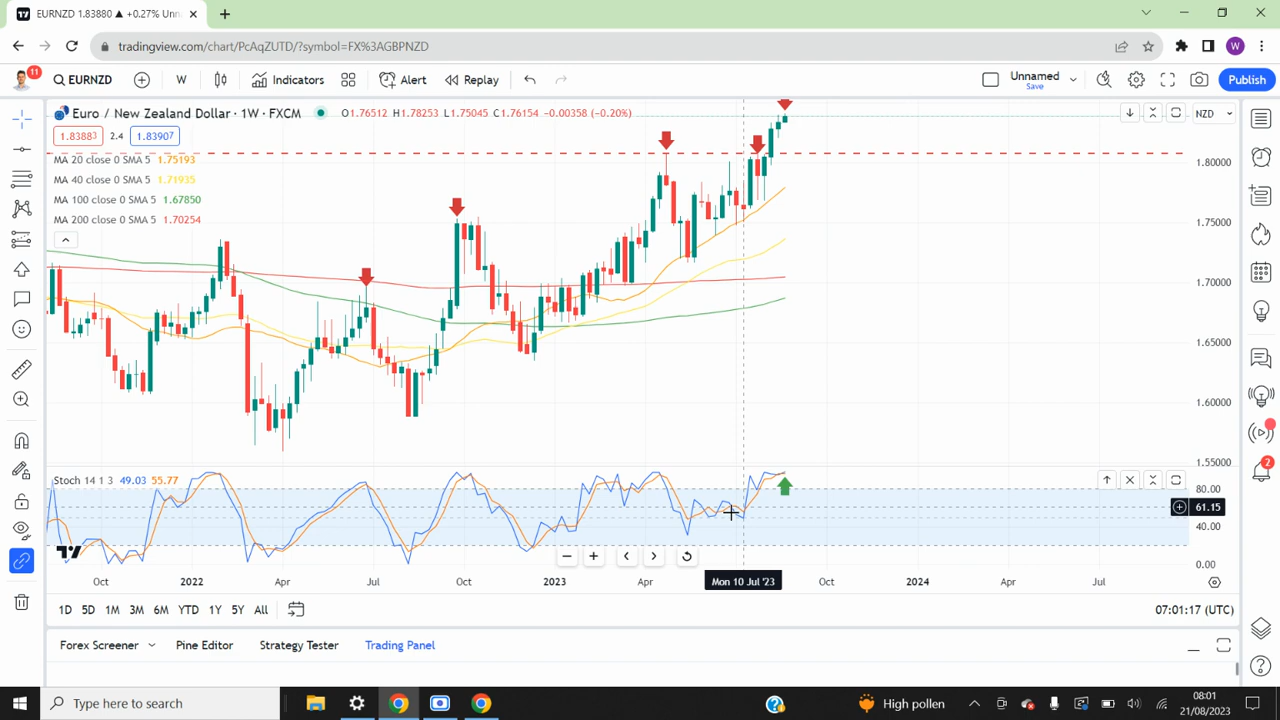 EURNZD 1.83880 ▲ +0.27% Unn
tradingview.com/chart/PcAqZUTD/?symbol=FX%3AGBPNZD
W
11
EURNZD
W
Indicators
Alert
Replay
Unnamed
Save
Publish
Euro / New Zealand Dollar · 1W · FXCM
O1.76512 H1.78253 L1.75045 C1.76154 -0.00358 (-0.20%)
NZD
1.83883
2.4
1.83907
MA 20 close 0 SMA 5 1.75193
MA 40 close 0 SMA 5 1.71935
MA 100 close 0 SMA 5 1.67850
MA 200 close 0 SMA 5 1.70254
1.80000
1.75000
1.70000
1.65000
1.60000
1.55000
Stoch 14 1 3 49.03 55.77
80.00
61.15
40.00
0.00
2
Oct
2022
Apr
Jul
Oct
2023
Apr
Mon 10 Jul '23
Oct
2024
Apr
Jul
1D
5D
1M
3M
6M
YTD
1Y
5Y
All
07:01:17 (UTC)
Forex Screener
Pine Editor
Strategy Tester
Trading Panel
Type here to search
High pollen
08:01
21/08/2023